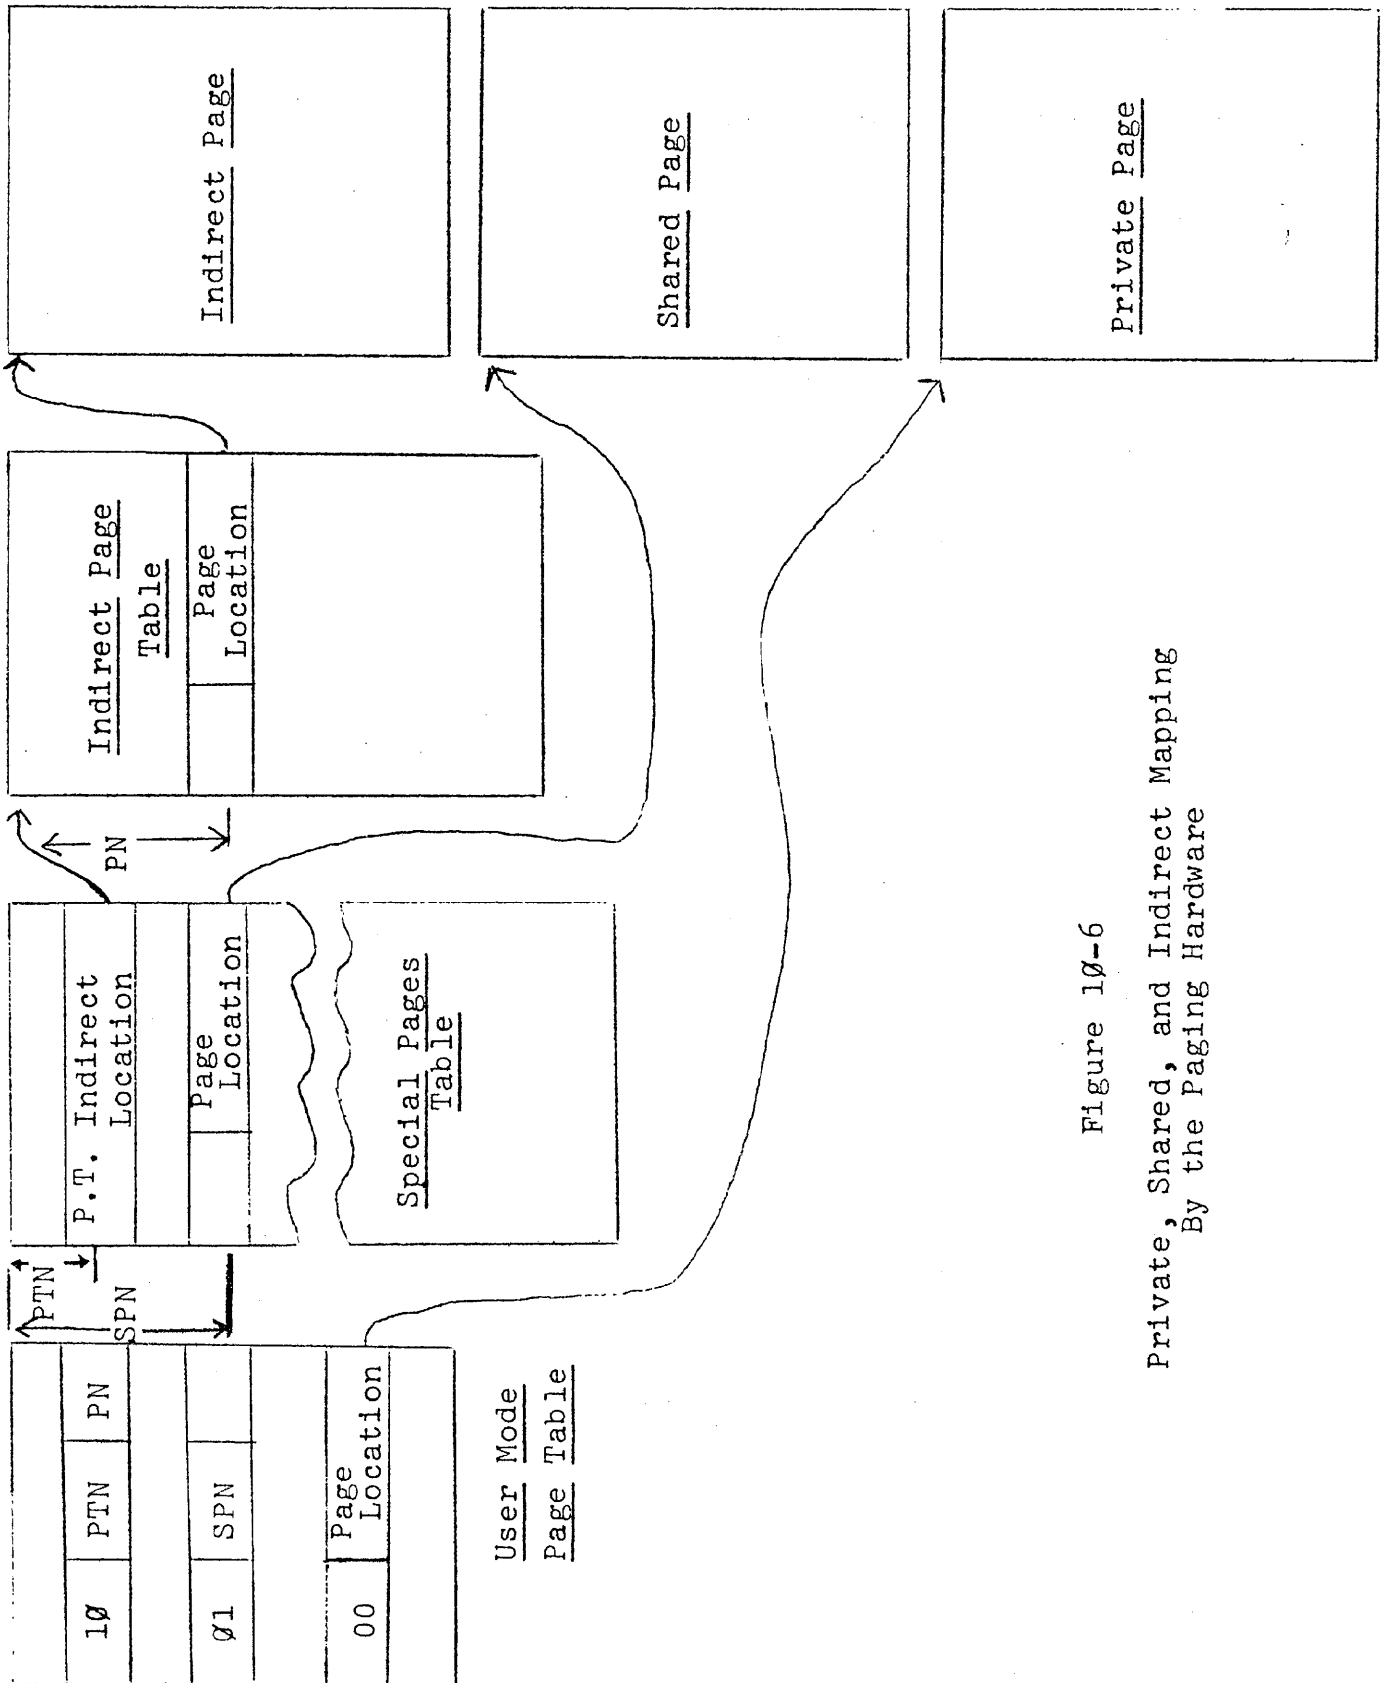 10 PTN PN
01 SPN
00 Page
Location
User Mode
Page Table
PTN
SPN
P.T. Indirect
Location
Page
Location
Special Pages
Table
PN
Indirect Page
Table
Page
Location
Indirect Page
Shared Page
Private Page
Figure 1Ø-6
Private, Shared, and Indirect Mapping
By the Paging Hardware